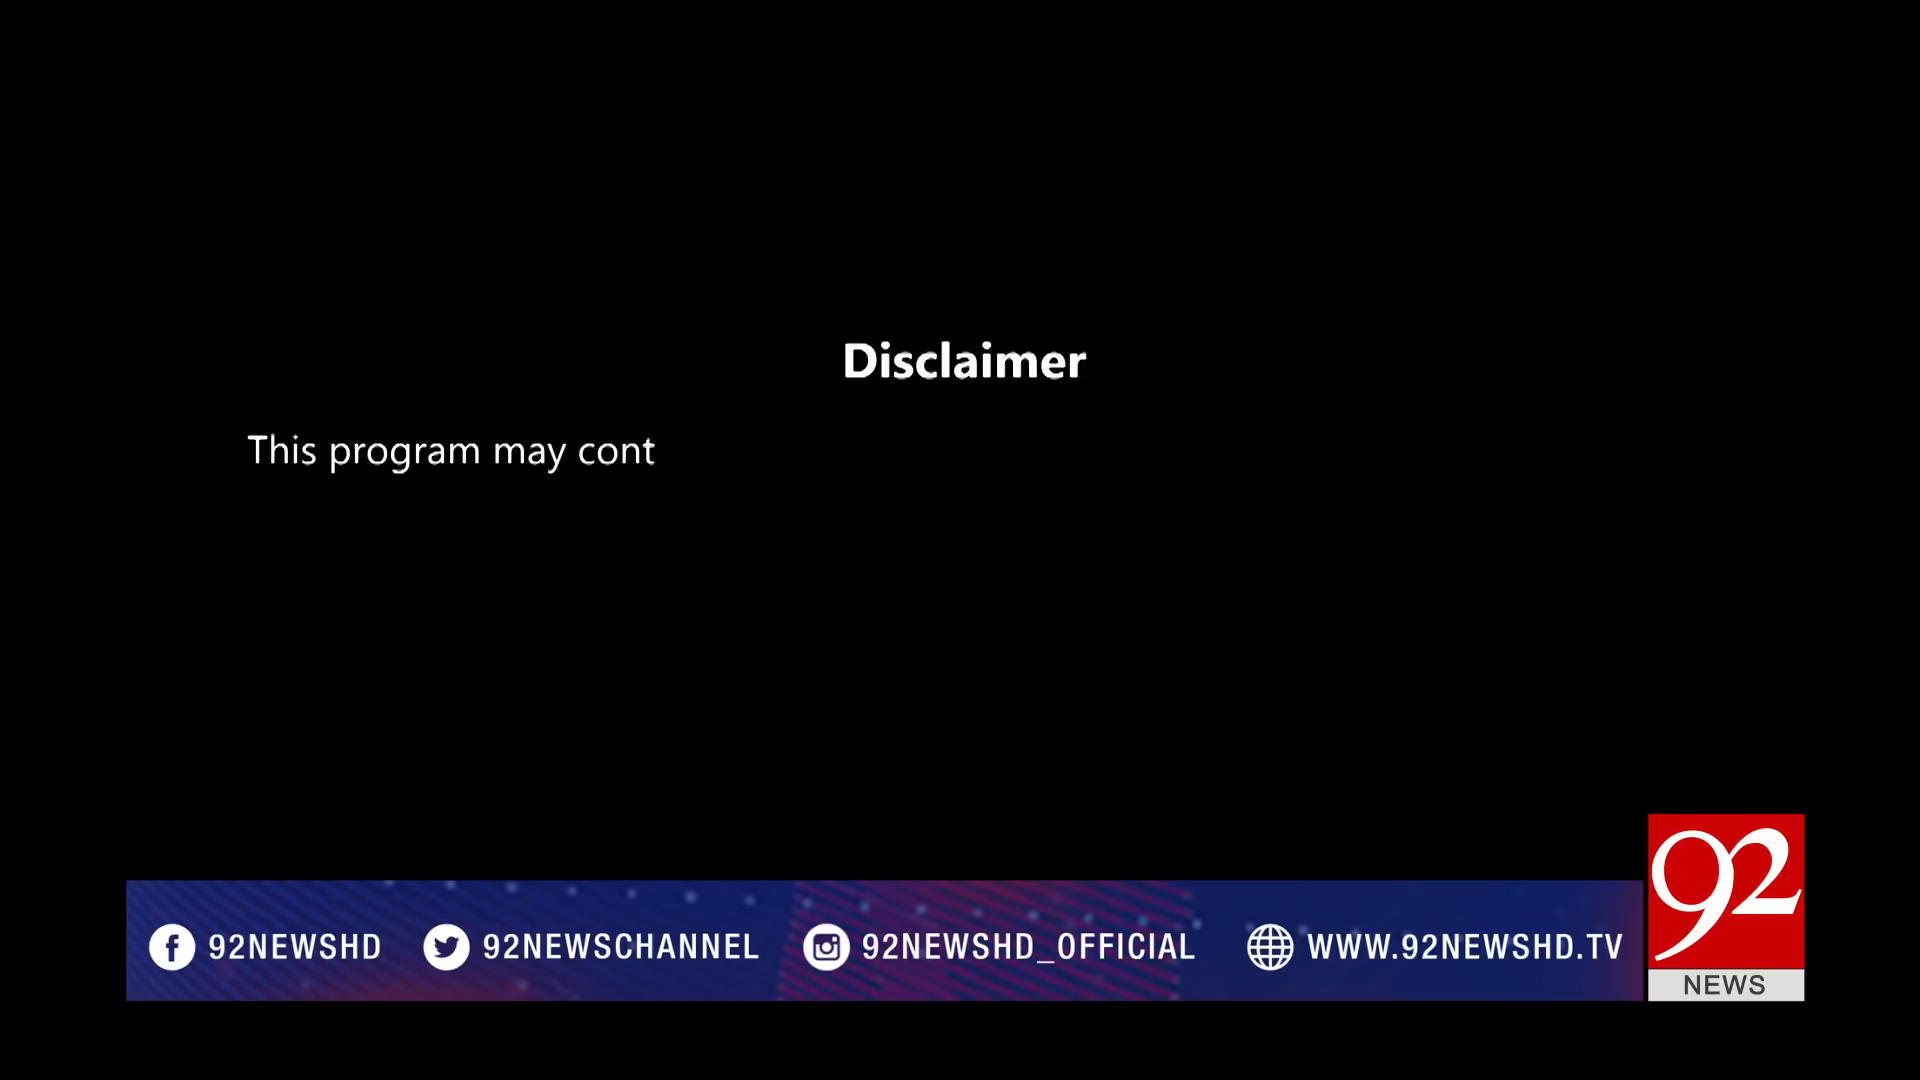 Disclaimer
This program may cont
92NEWSHD 92NEWSCHANNEL 92NEWSHD_OFFICIAL WWW.92NEWSHD.TV
92
NEWS